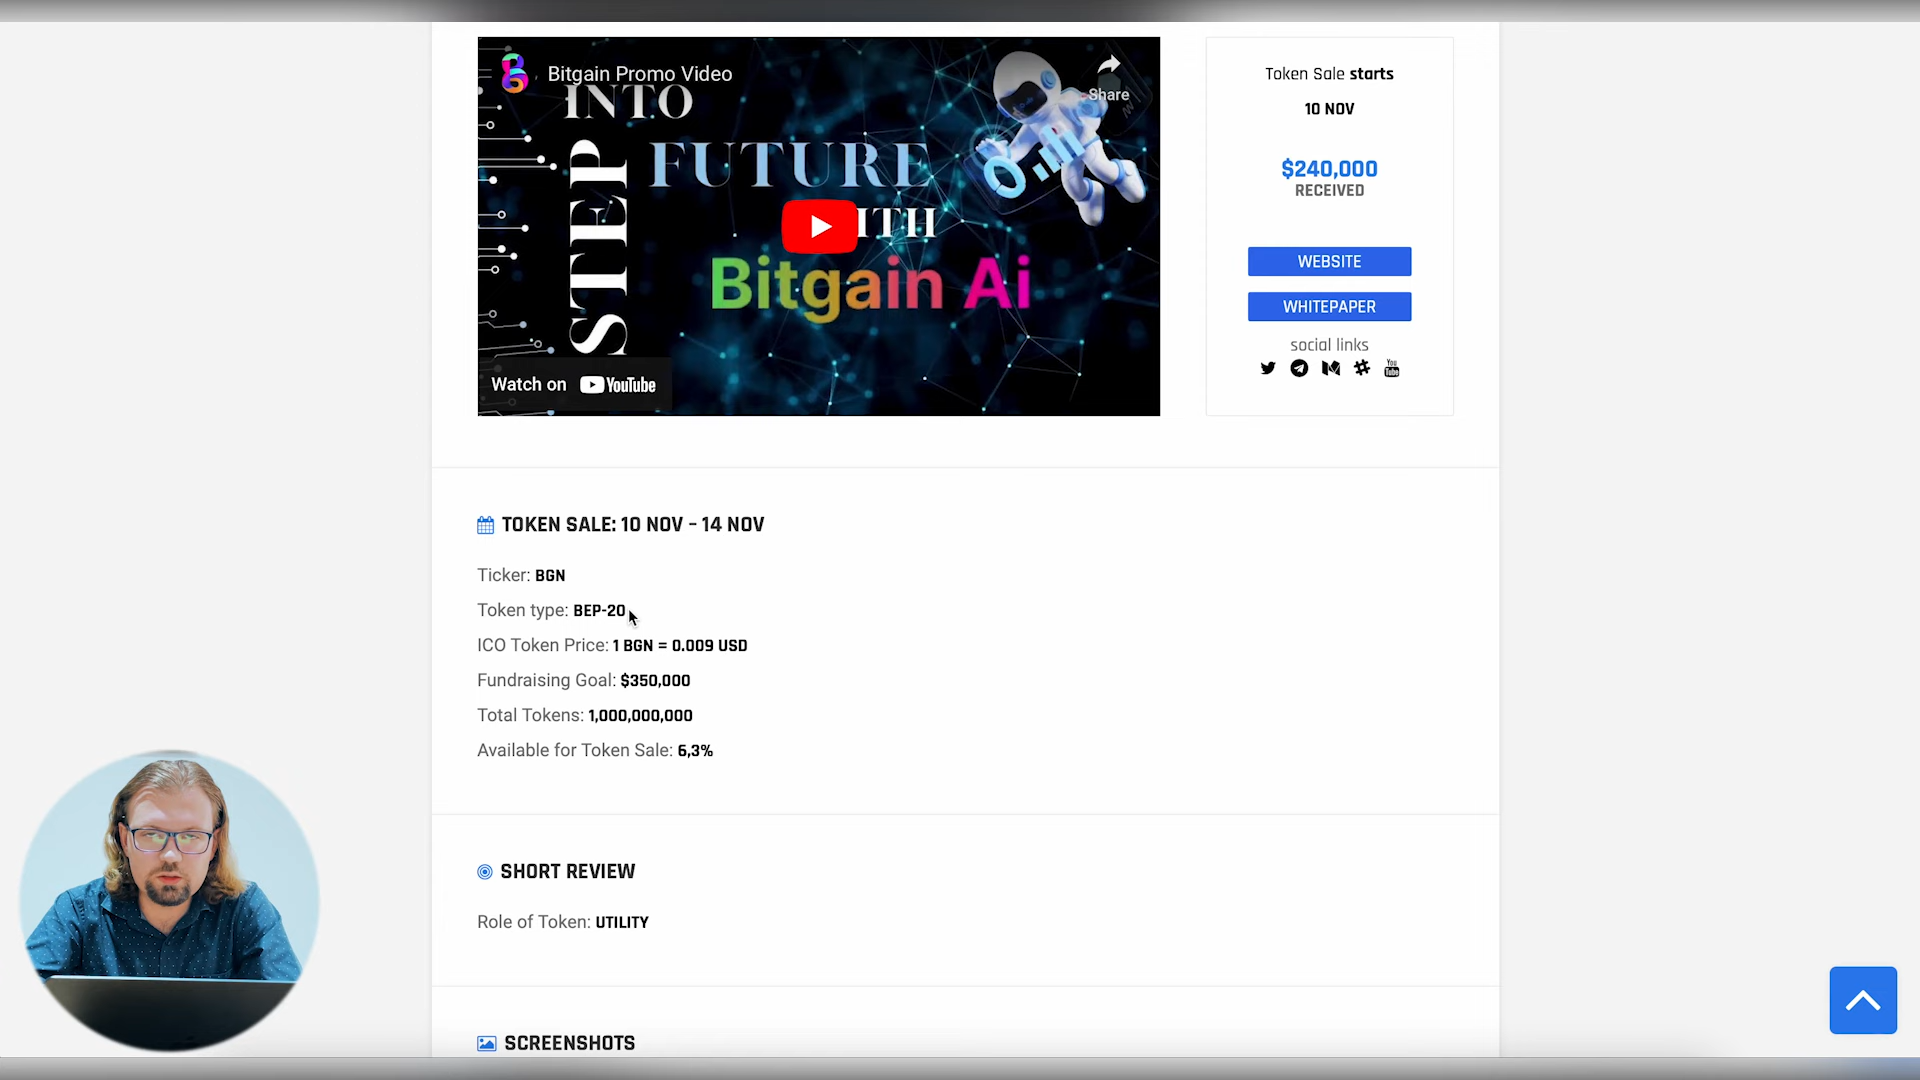 Bitgain Promo Video
Share
STEP
INTO
FUTURE
WITH
Bitgain Ai
Watch on YouTube
Token Sale starts
10 NOV
$240,000
RECEIVED
WEBSITE
WHITEPAPER
social links
You
Tube
TOKEN SALE: 10 NOV – 14 NOV
Ticker: BGN
Token type: BEP-20
ICO Token Price: 1 BGN = 0.009 USD
Fundraising Goal: $350,000
Total Tokens: 1,000,000,000
Available for Token Sale: 6,3%
SHORT REVIEW
Role of Token: UTILITY
SCREENSHOTS